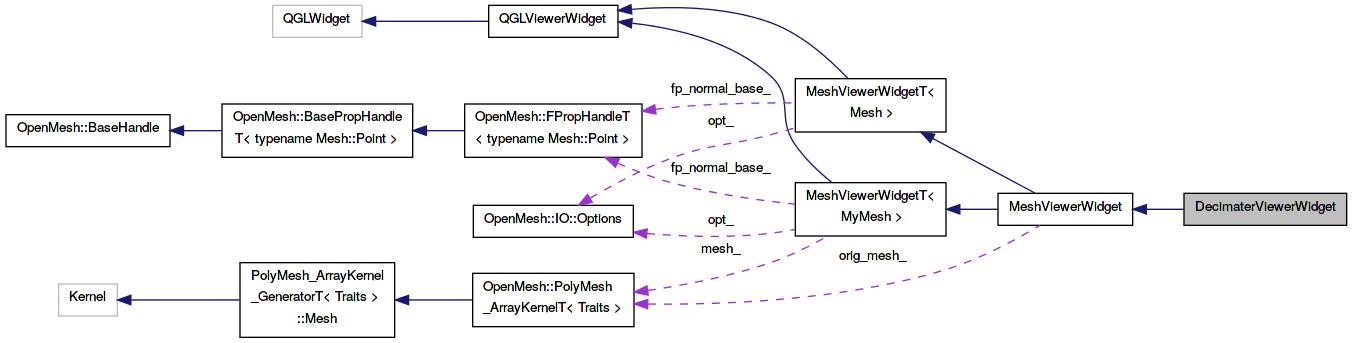 QGLWidget
QGLViewerWidget
OpenMesh::BaseHandle
OpenMesh::BasePropHandle
T< typename Mesh::Point >
OpenMesh::FPropHandleT
< typename Mesh::Point >
fp_normal_base_
opt_
MeshViewerWidgetT<
Mesh >
OpenMesh::IO::Options
fp_normal_base_
opt_
mesh_
MeshViewerWidgetT<
MyMesh >
MeshViewerWidget
DecimaterViewerWidget
orig_mesh_
Kernel
PolyMesh_ArrayKernel
_GeneratorT< Traits >
::Mesh
OpenMesh::PolyMesh
_ArrayKernelT< Traits >